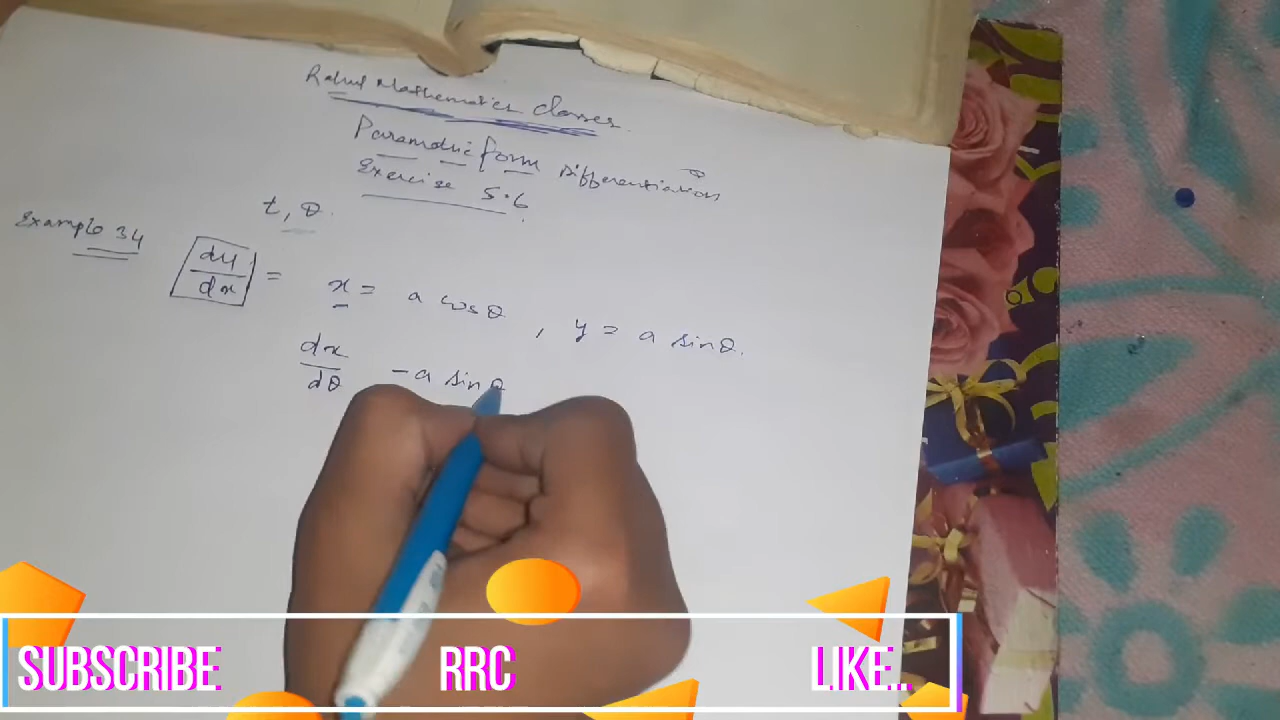 Rahul Mathematics Classes.
Parametric form Differentiation
Exercise 5.6
t, θ.
Example 34
dy/dx = x = a cosθ , y = a sinθ.
dx/dθ -a sinθ
SUBSCRIBE RRC LIKE..